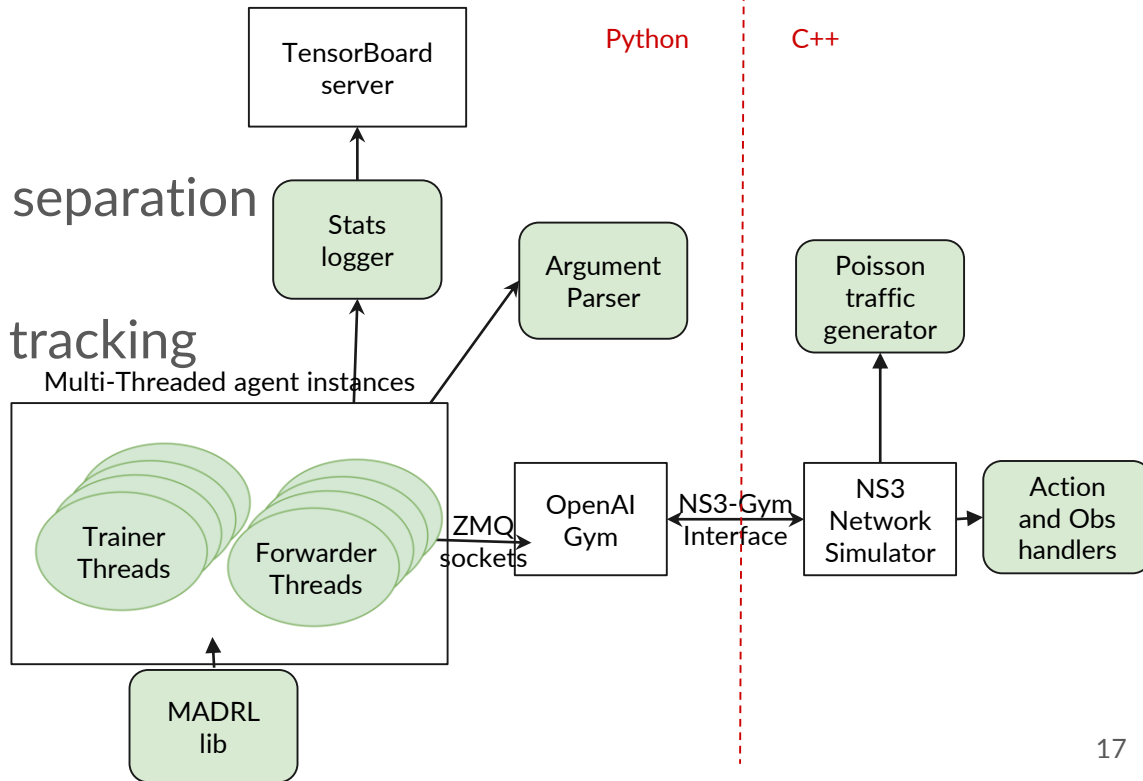 TensorBoard
server
Python
C++
separation
Stats
logger
Argument
Parser
Poisson
traffic
generator
tracking
Multi-Threaded agent instances
Trainer
Threads
Forwarder
Threads
ZMQ
sockets
OpenAI
Gym
NS3-Gym
Interface
NS3
Network
Simulator
Action
and Obs
handlers
MADRL
lib
17